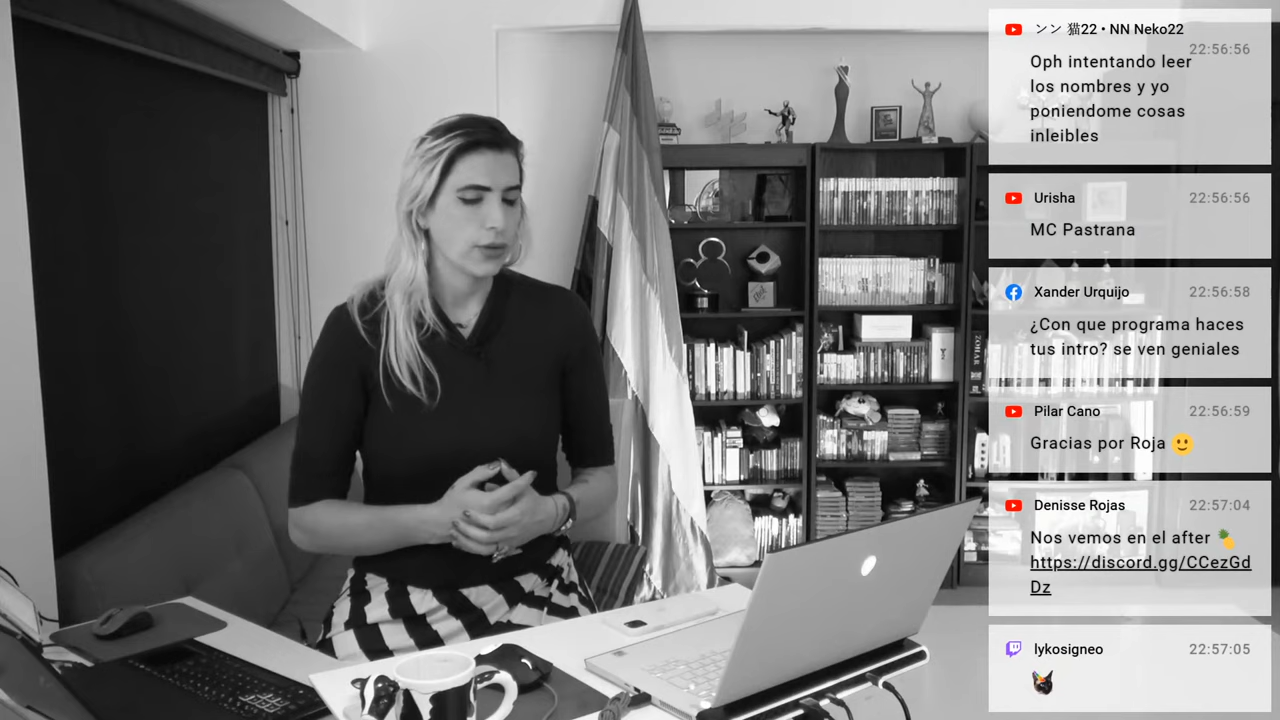 ンン 猫22 • NN Neko22
22:56:56
Oph intentando leer
los nombres y yo
poniendome cosas
inleibles
Urisha 22:56:56
MC Pastrana
Xander Urquijo 22:56:58
¿Con que programa haces
tus intro? se ven geniales
Pilar Cano 22:56:59
Gracias por Roja 🙂
Denisse Rojas 22:57:04
Nos vemos en el after 🍍
https://discord.gg/CCezGd
Dz
lykosigneo 22:57:05
ZOHAR